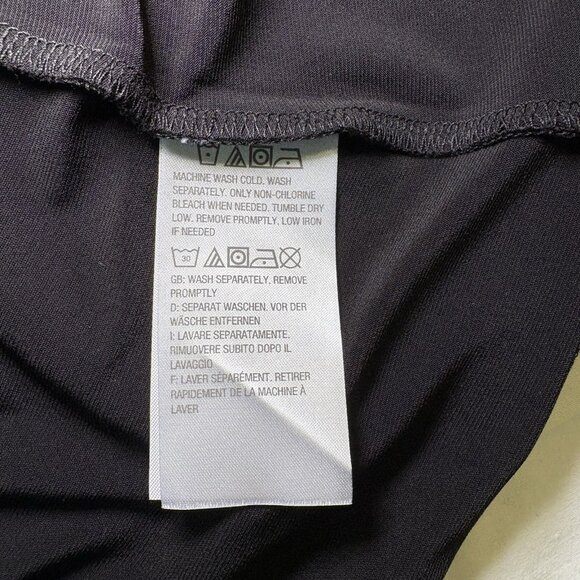 MACHINE WASH COLD. WASH
SEPARATELY. ONLY NON-CHLORINE
BLEACH WHEN NEEDED. TUMBLE DRY
LOW. REMOVE PROMPTLY. LOW IRON
IF NEEDED
30
GB: WASH SEPARATELY. REMOVE
PROMPTLY
D: SEPARAT WASCHEN. VOR DER
WÄSCHE ENTFERNEN
I: LAVARE SEPARATAMENTE.
RIMUOVERE SUBITO DOPO IL
LAVAGGIO
F: LAVER SÉPARÉMENT. RETIRER
RAPIDEMENT DE LA MACHINE À
LAVER